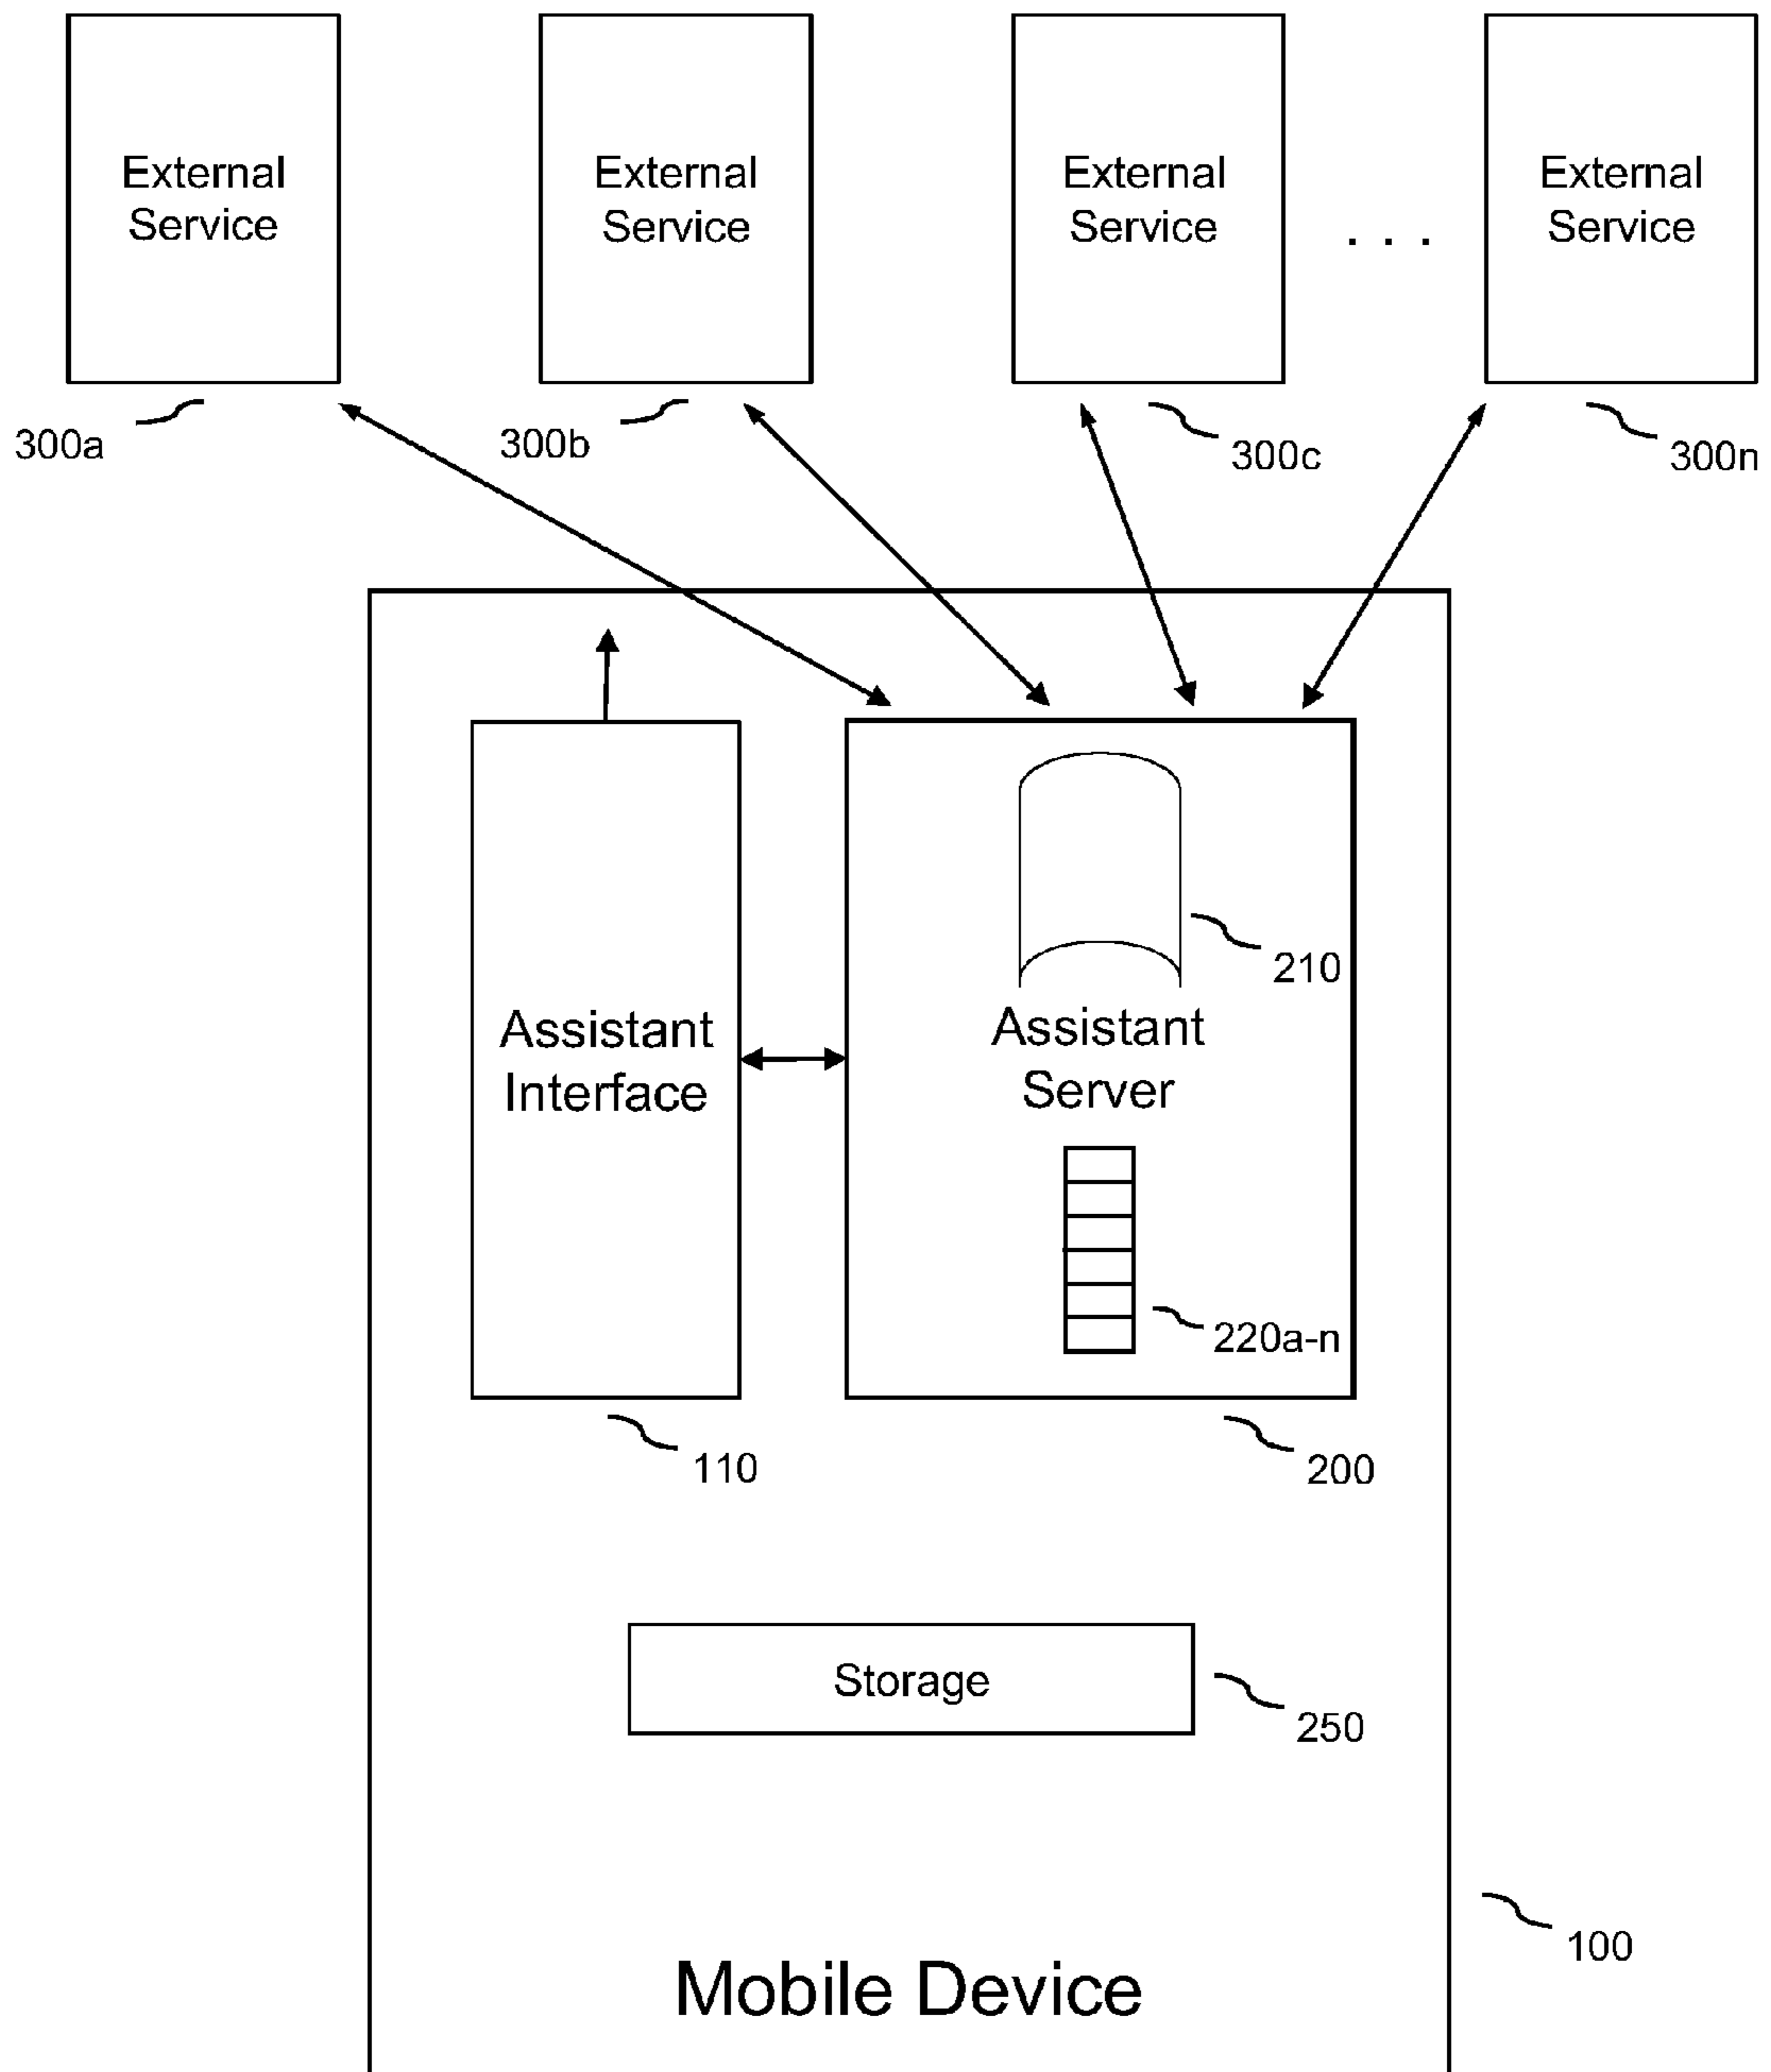 External
Service
External
Service
External
Service
External
Service
. . .
300a
300b
300c
300n
210
Assistant
Interface
Assistant
Server
220a-n
110
200
Storage
250
100
Mobile Device